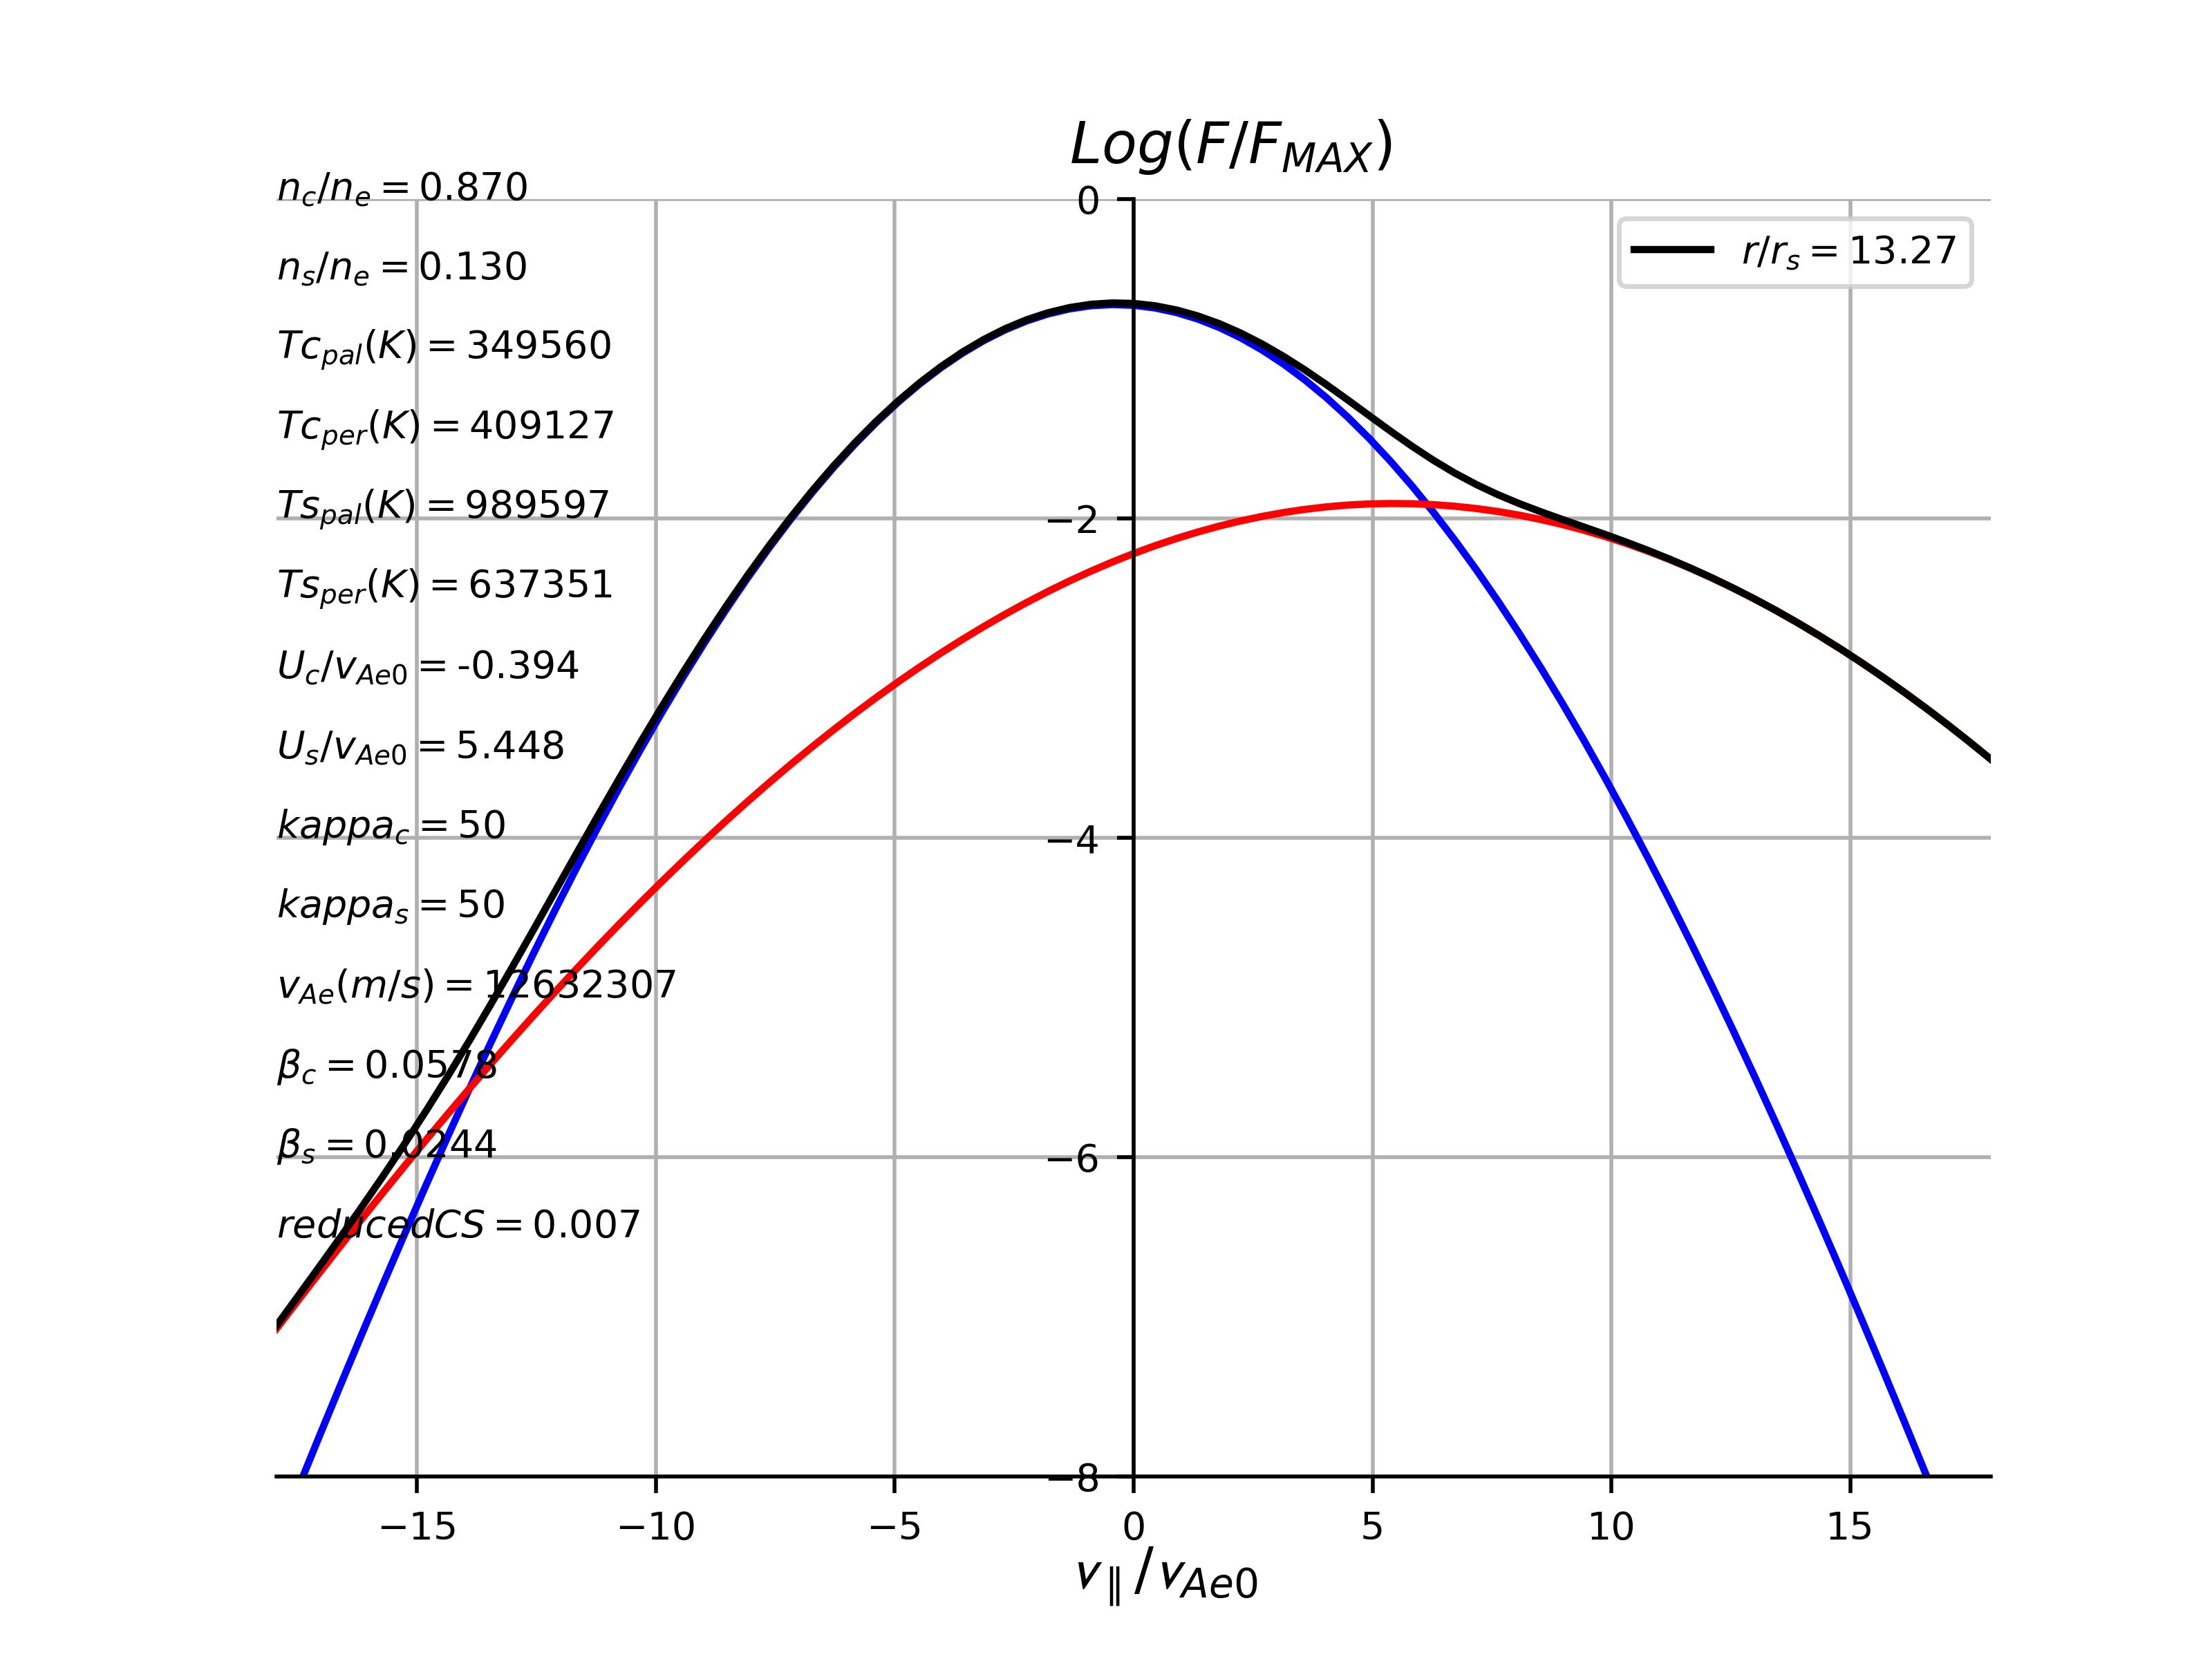 Log(F/F_MAX)
n_c/n_e = 0.870
n_s/n_e = 0.130
Tc_pal(K) = 349560
Tc_per(K) = 409127
Ts_pal(K) = 989597
Ts_per(K) = 637351
U_c/v_Ae0 = -0.394
U_s/v_Ae0 = 5.448
kappa_c = 50
kappa_s = 50
v_Ae(m/s) = 12632307
β_c = 0.0578
β_s = 0.0244
reducedCS = 0.007
r/r_s = 13.27
0
−2
−4
−6
−8
−15 −10 −5 0 5 10 15
v_∥/v_Ae0